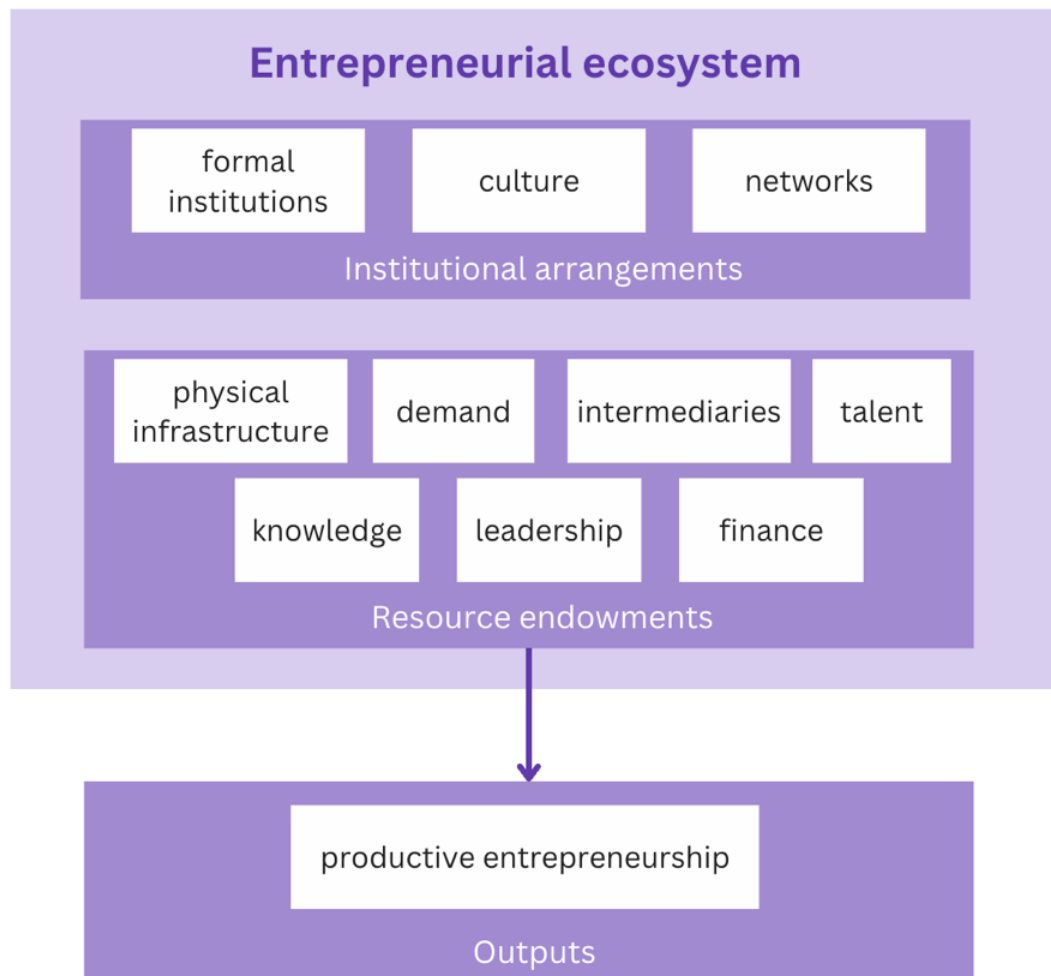 Entrepreneurial ecosystem
formal
institutions
culture
networks
Institutional arrangements
physical
infrastructure
demand
intermediaries
talent
knowledge
leadership
finance
Resource endowments
productive entrepreneurship
Outputs